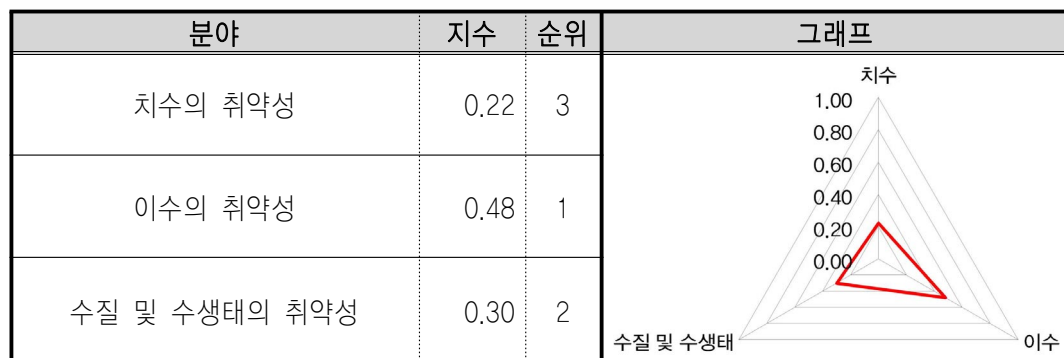 분야 지수 순위 그래프
치수의 취약성 0.22 3
이수의 취약성 0.48 1
수질 및 수생태의 취약성 0.30 2
치수
1.00
0.80
0.60
0.40
0.20
0.00
수질 및 수생태
이수